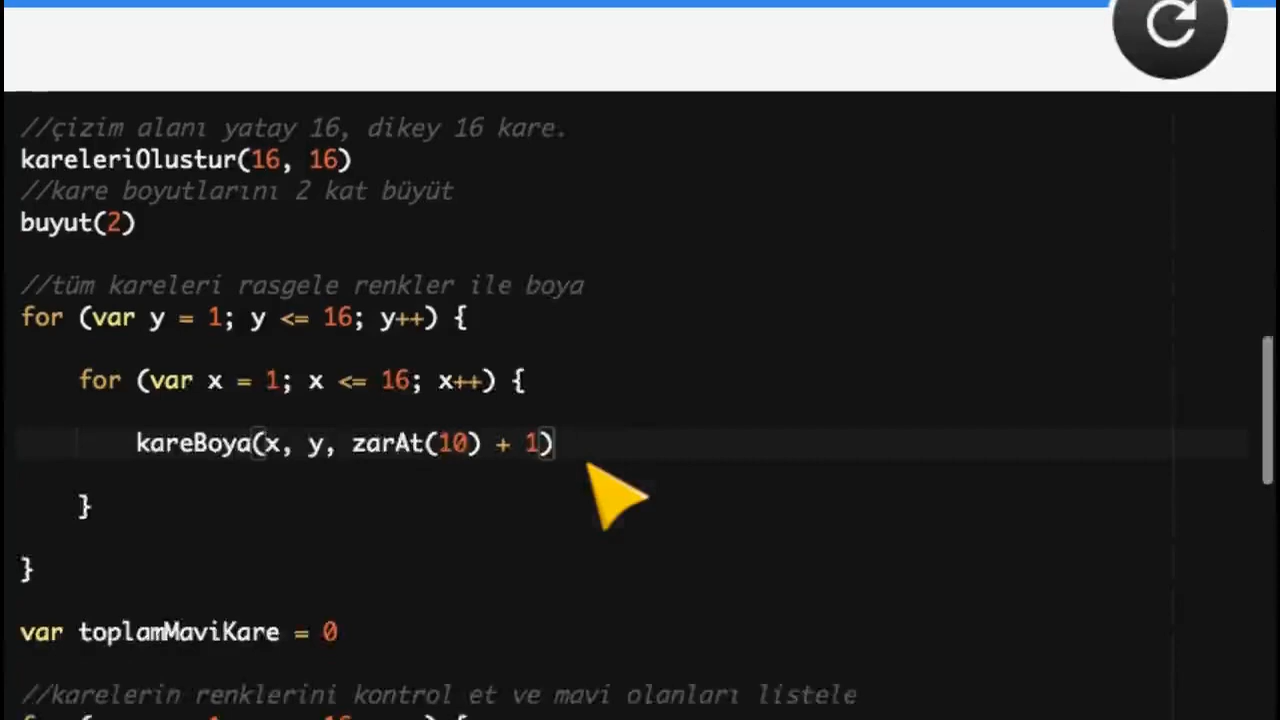 //çizim alanı yatay 16, dikey 16 kare.
kareleriOlustur(16, 16)
//kare boyutlarını 2 kat büyüt
buyut(2)
//tüm kareleri rasgele renkler ile boya
for (var y = 1; y <= 16; y++) {
for (var x = 1; x <= 16; x++) {
kareBoya(x, y, zarAt(10) + 1)
}
}
var toplamMaviKare = 0
//karelerin renklerini kontrol et ve mavi olanları listele